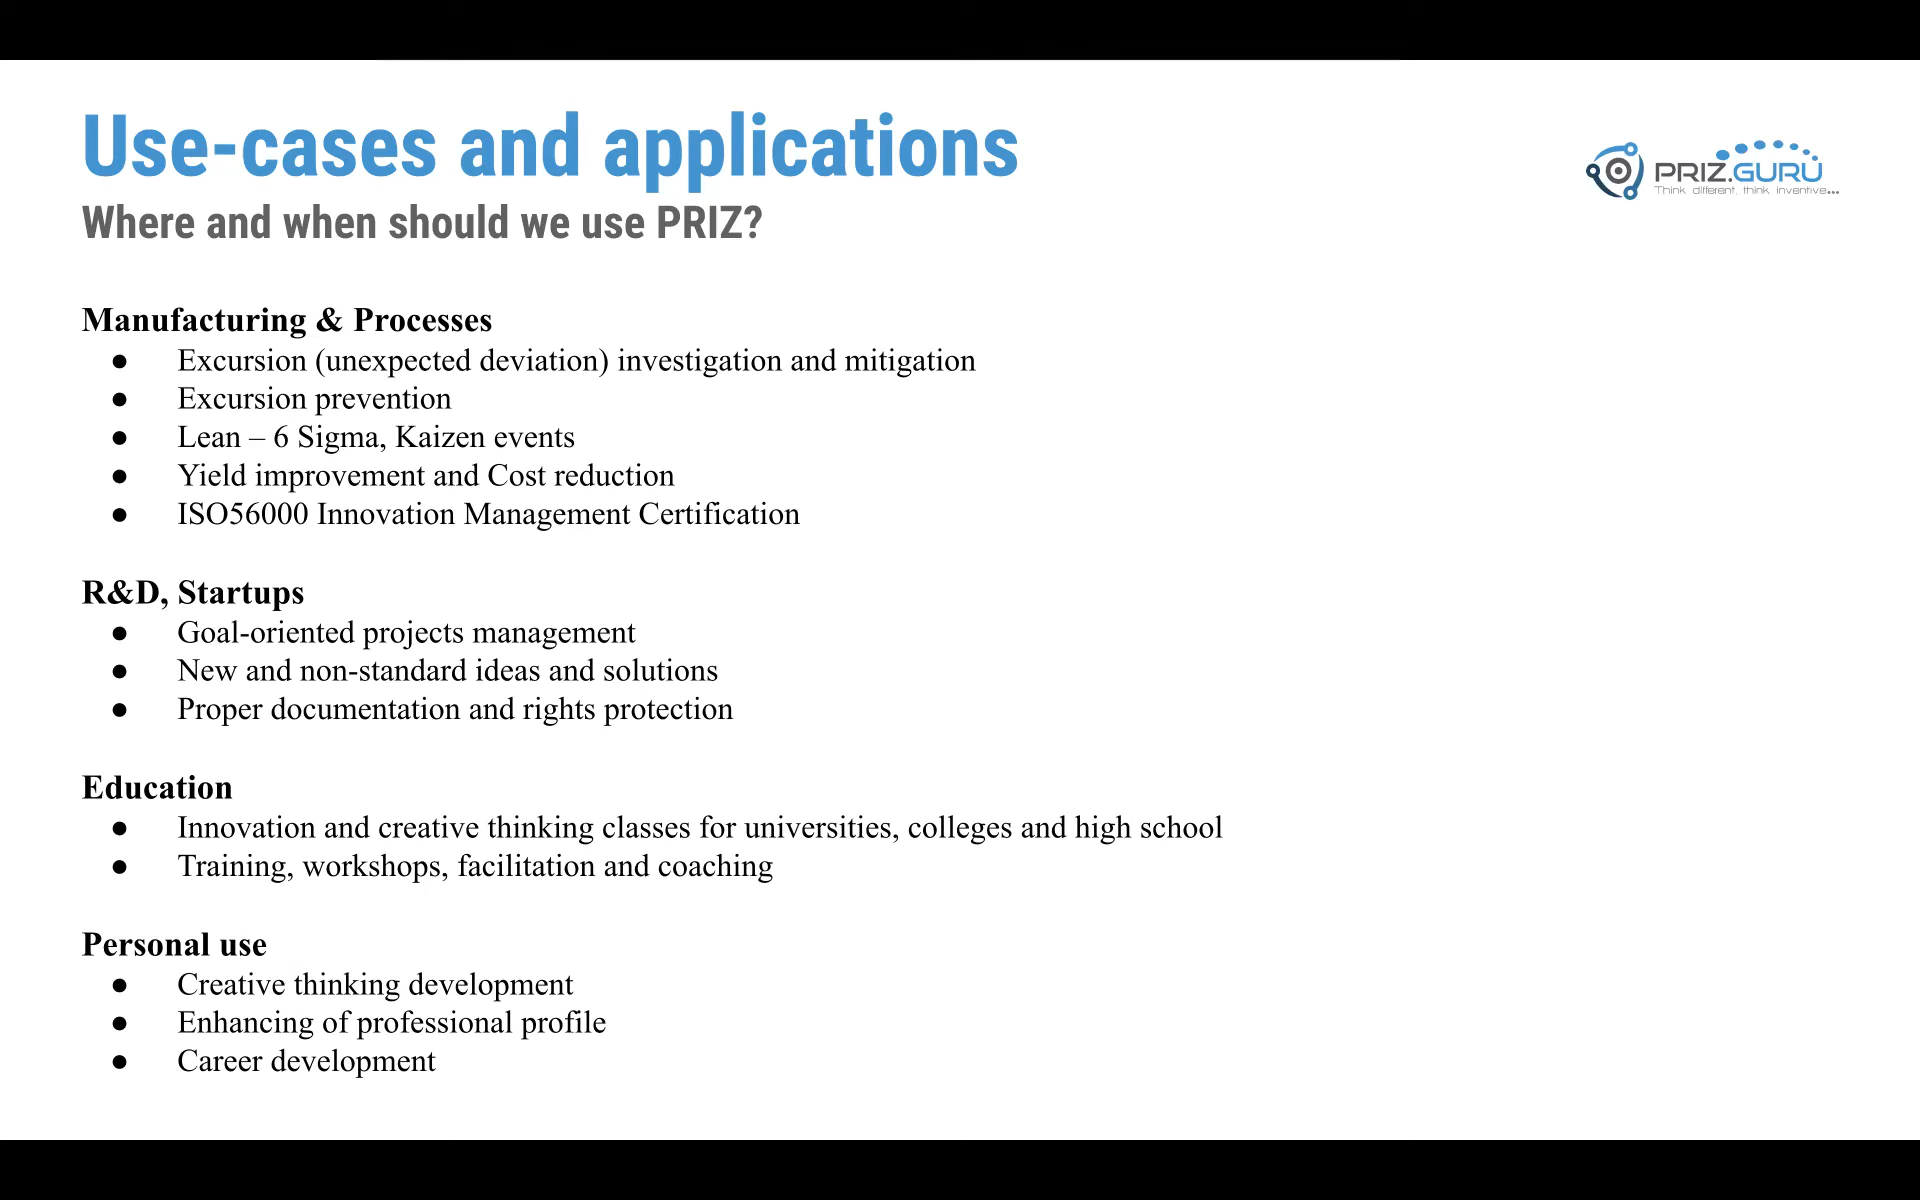 Use-cases and applications
Where and when should we use PRIZ?
PRIZ.GURU
Think different, think inventive...
Manufacturing & Processes
● Excursion (unexpected deviation) investigation and mitigation
● Excursion prevention
● Lean – 6 Sigma, Kaizen events
● Yield improvement and Cost reduction
● ISO56000 Innovation Management Certification
R&D, Startups
● Goal-oriented projects management
● New and non-standard ideas and solutions
● Proper documentation and rights protection
Education
● Innovation and creative thinking classes for universities, colleges and high school
● Training, workshops, facilitation and coaching
Personal use
● Creative thinking development
● Enhancing of professional profile
● Career development